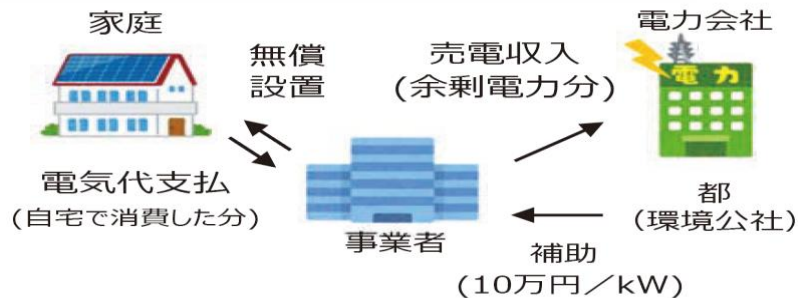 家庭
無償
設置
売電収入
(余剰電力分)
電力会社
電力
電気代支払
(自宅で消費した分)
事業者
都
(環境公社)
補助
(10万円／kW)